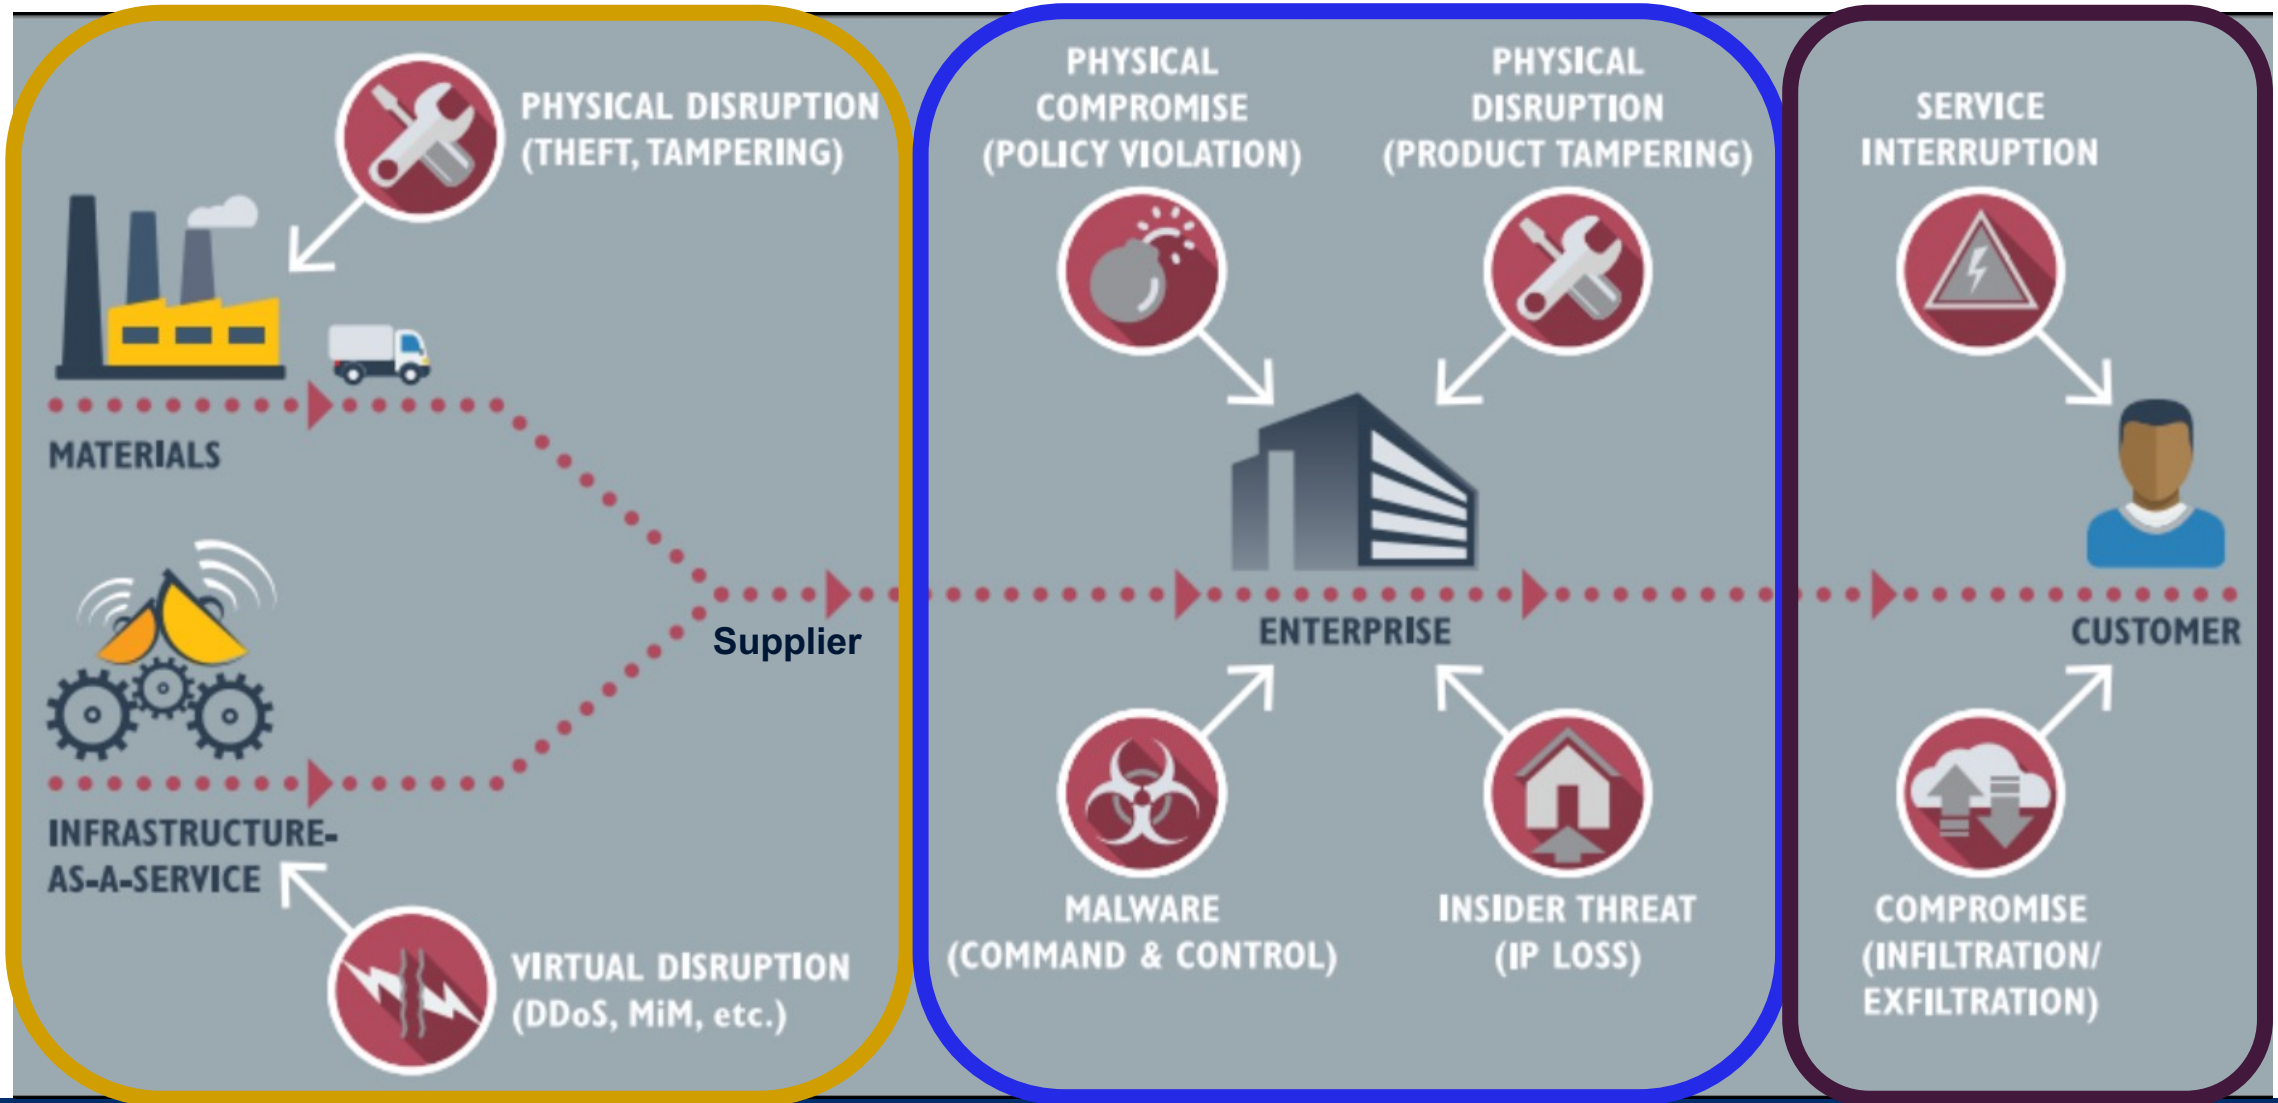 PHYSICAL DISRUPTION
(THEFT, TAMPERING)
MATERIALS
INFRASTRUCTURE-
AS-A-SERVICE
VIRTUAL DISRUPTION
(DDoS, MiM, etc.)
Supplier
PHYSICAL
COMPROMISE
(POLICY VIOLATION)
PHYSICAL
DISRUPTION
(PRODUCT TAMPERING)
ENTERPRISE
MALWARE
(COMMAND & CONTROL)
INSIDER THREAT
(IP LOSS)
SERVICE
INTERRUPTION
CUSTOMER
COMPROMISE
(INFILTRATION/
EXFILTRATION)